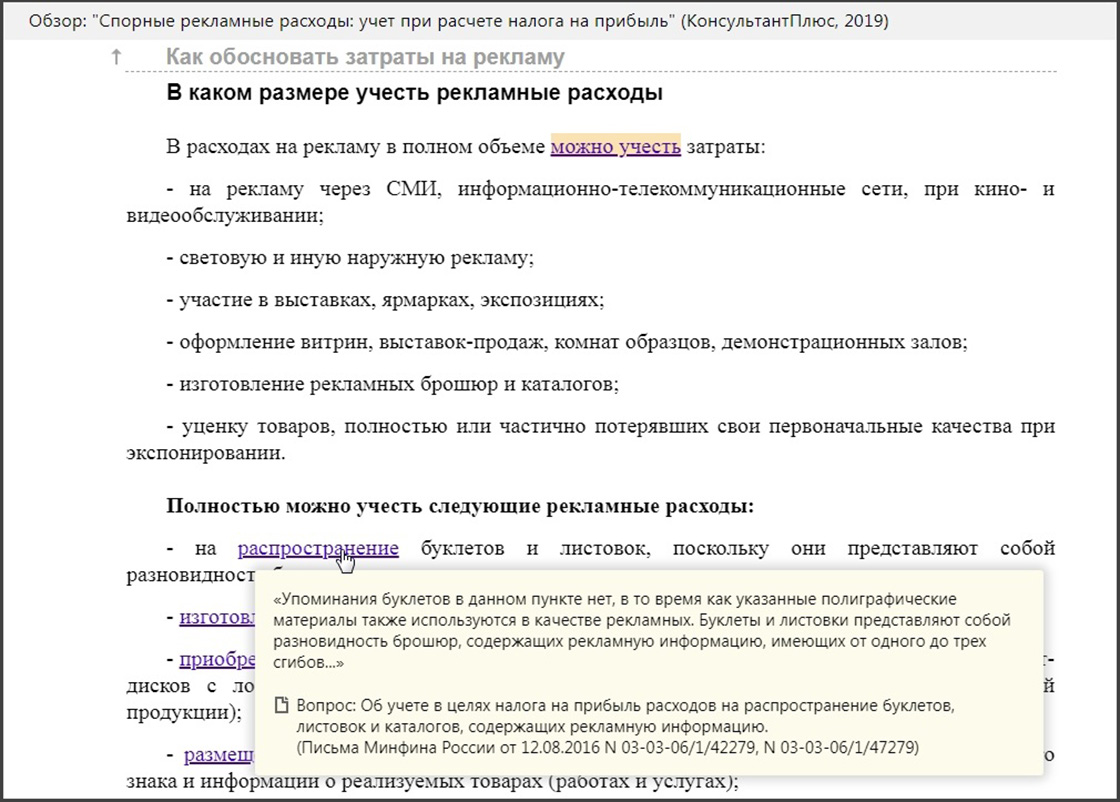 Обзор: "Спорные рекламные расходы: учет при расчете налога на прибыль" (КонсультантПлюс, 2019)
↑ Как обосновать затраты на рекламу
В каком размере учесть рекламные расходы
В расходах на рекламу в полном объеме можно учесть затраты:
- на рекламу через СМИ, информационно-телекоммуникационные сети, при кино- и
видеообслуживании;
- световую и иную наружную рекламу;
- участие в выставках, ярмарках, экспозициях;
- оформление витрин, выставок-продаж, комнат образцов, демонстрационных залов;
- изготовление рекламных брошюр и каталогов;
- уценку товаров, полностью или частично потерявших свои первоначальные качества при
экспонировании.
Полностью можно учесть следующие рекламные расходы:
- на распространение буклетов и листовок, поскольку они представляют собой
разновидност
«Упоминания буклетов в данном пункте нет, в то время как указанные полиграфические
материалы также используются в качестве рекламных. Буклеты и листовки представляют собой
разновидность брошюр, содержащих рекламную информацию, имеющих от одного до трех
сгибов...»
Вопрос: Об учете в целях налога на прибыль расходов на распространение буклетов,
листовок и каталогов, содержащих рекламную информацию.
(Письма Минфина России от 12.08.2016 N 03-03-06/1/42279, N 03-03-06/1/47279)
- изготовл
- приобре т-
дисков с ло й
продукции);
- размещ о
знака и информации о реализуемых товарах (работах и услугах);